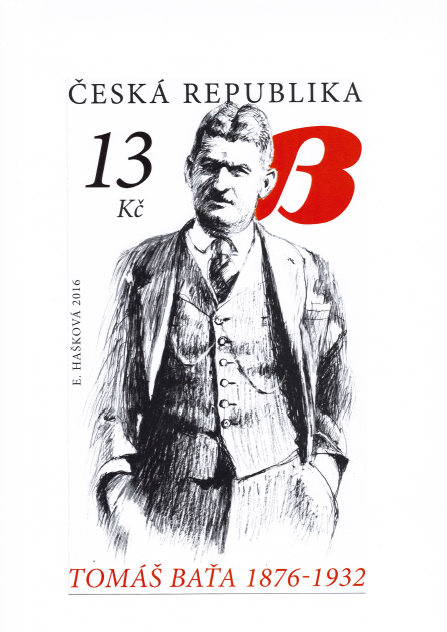 ČESKÁ REPUBLIKA
13
Kč
B
E. HAŠKOVÁ 2016
TOMÁŠ BAŤA 1876-1932